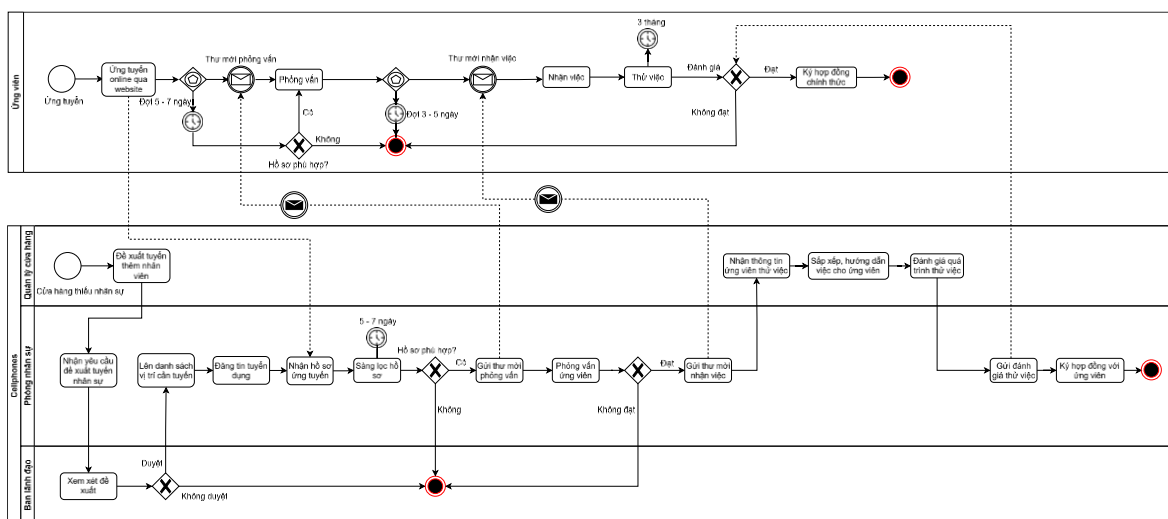 Ứng viên
Ứng tuyển
Ứng tuyển
online qua
website
Đợi 5 - 7 ngày
Thư mời phỏng vấn
Phỏng vấn
Có
Không
Hồ sơ phù hợp?
Đợi 3 - 5 ngày
Thư mời nhận việc
Nhận việc
3 tháng
Thử việc
Đánh giá
Không đạt
Đạt
Ký hợp đồng
chính thức
Cellphones
Quản lý cửa hàng
Cửa hàng thiếu nhân sự
Đề xuất tuyển
thêm nhân
viên
Nhận thông tin
ứng viên thử việc
Sắp xếp, hướng dẫn
việc cho ứng viên
Đánh giá quá
trình thử việc
Phòng nhân sự
Nhận yêu cầu
đề xuất tuyển
nhân sự
Lên danh sách
vị trí cần tuyển
Đăng tin tuyển
dụng
Nhận hồ sơ
ứng tuyển
5 - 7 ngày
Sàng lọc hồ
sơ
Hồ sơ phù hợp?
Có
Không
Gửi thư mời
phỏng vấn
Phỏng vấn
ứng viên
Đạt
Không đạt
Gửi thư mời
nhận việc
Gửi đánh
giá thử việc
Ký hợp đồng với
ứng viên
Ban lãnh đạo
Xem xét đề
xuất
Duyệt
Không duyệt